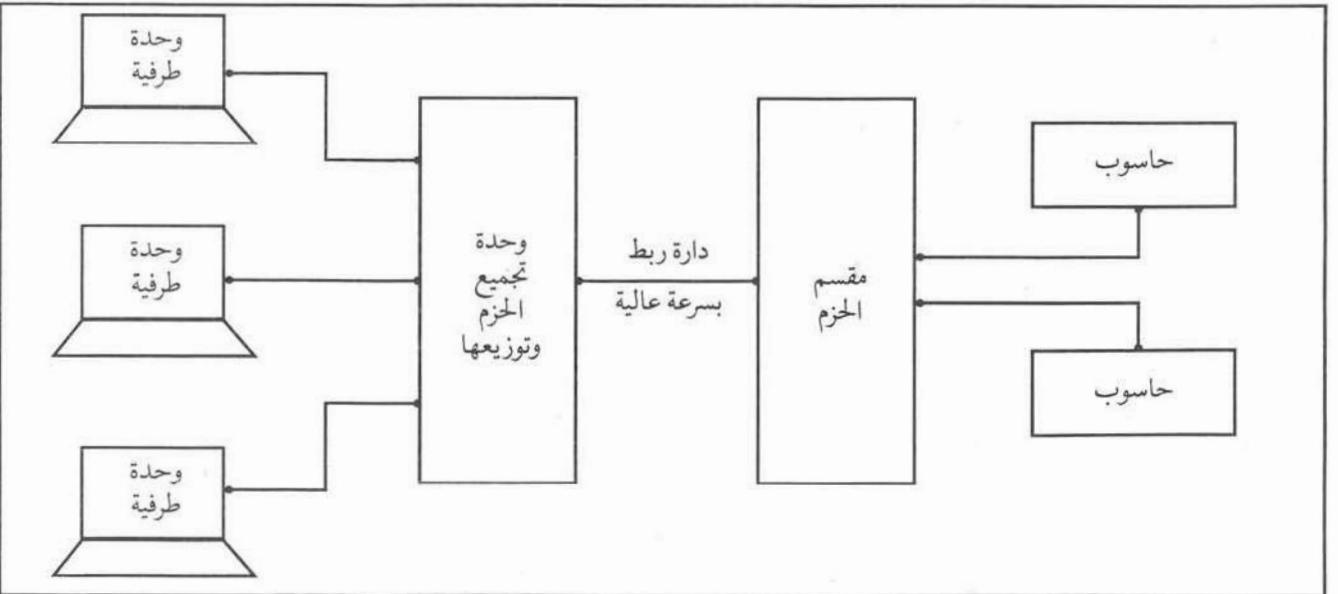 وحدة
طرفية
وحدة
طرفية
وحدة
طرفية
وحدة
تجميع
الحزم
وتوزيعها
دارة ربط
بسرعة عالية
مقسم
الحزم
حاسوب
حاسوب